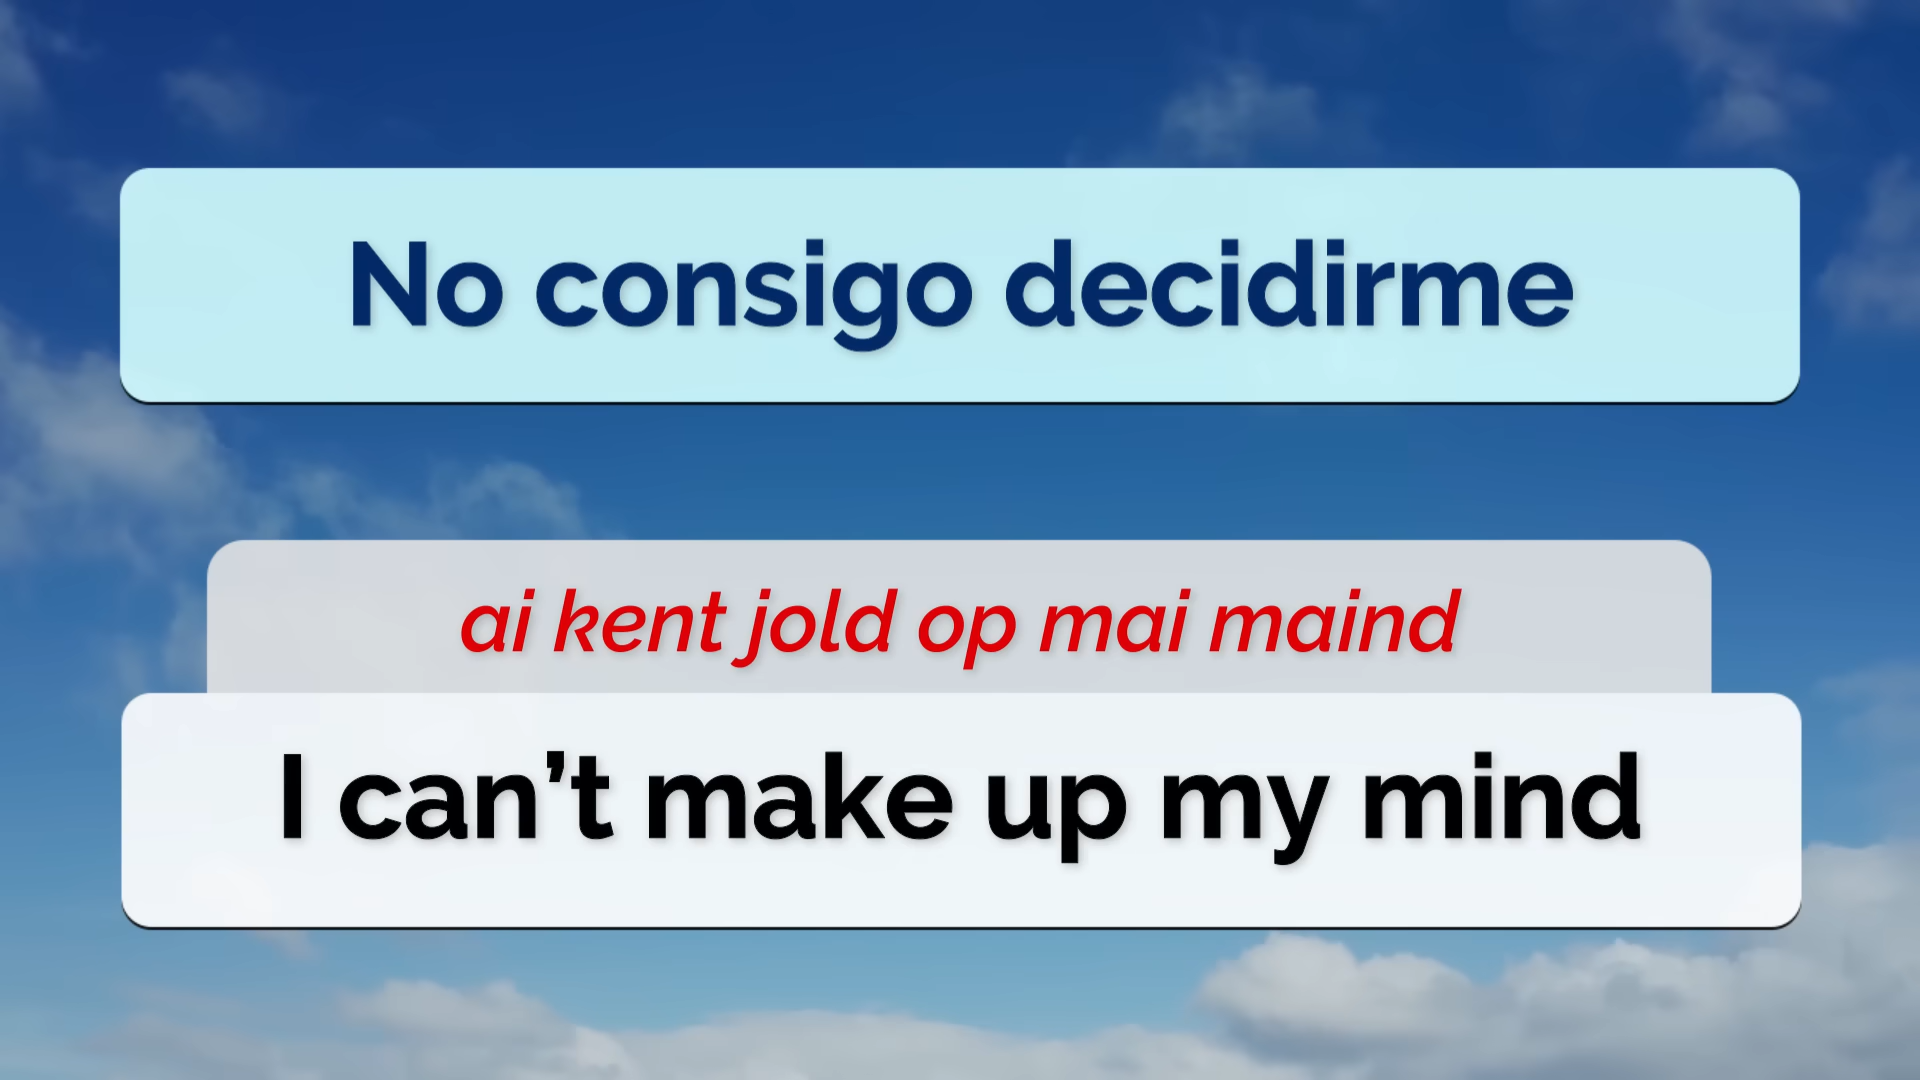 No consigo decidirme
ai kent jold op mai maind
I can’t make up my mind